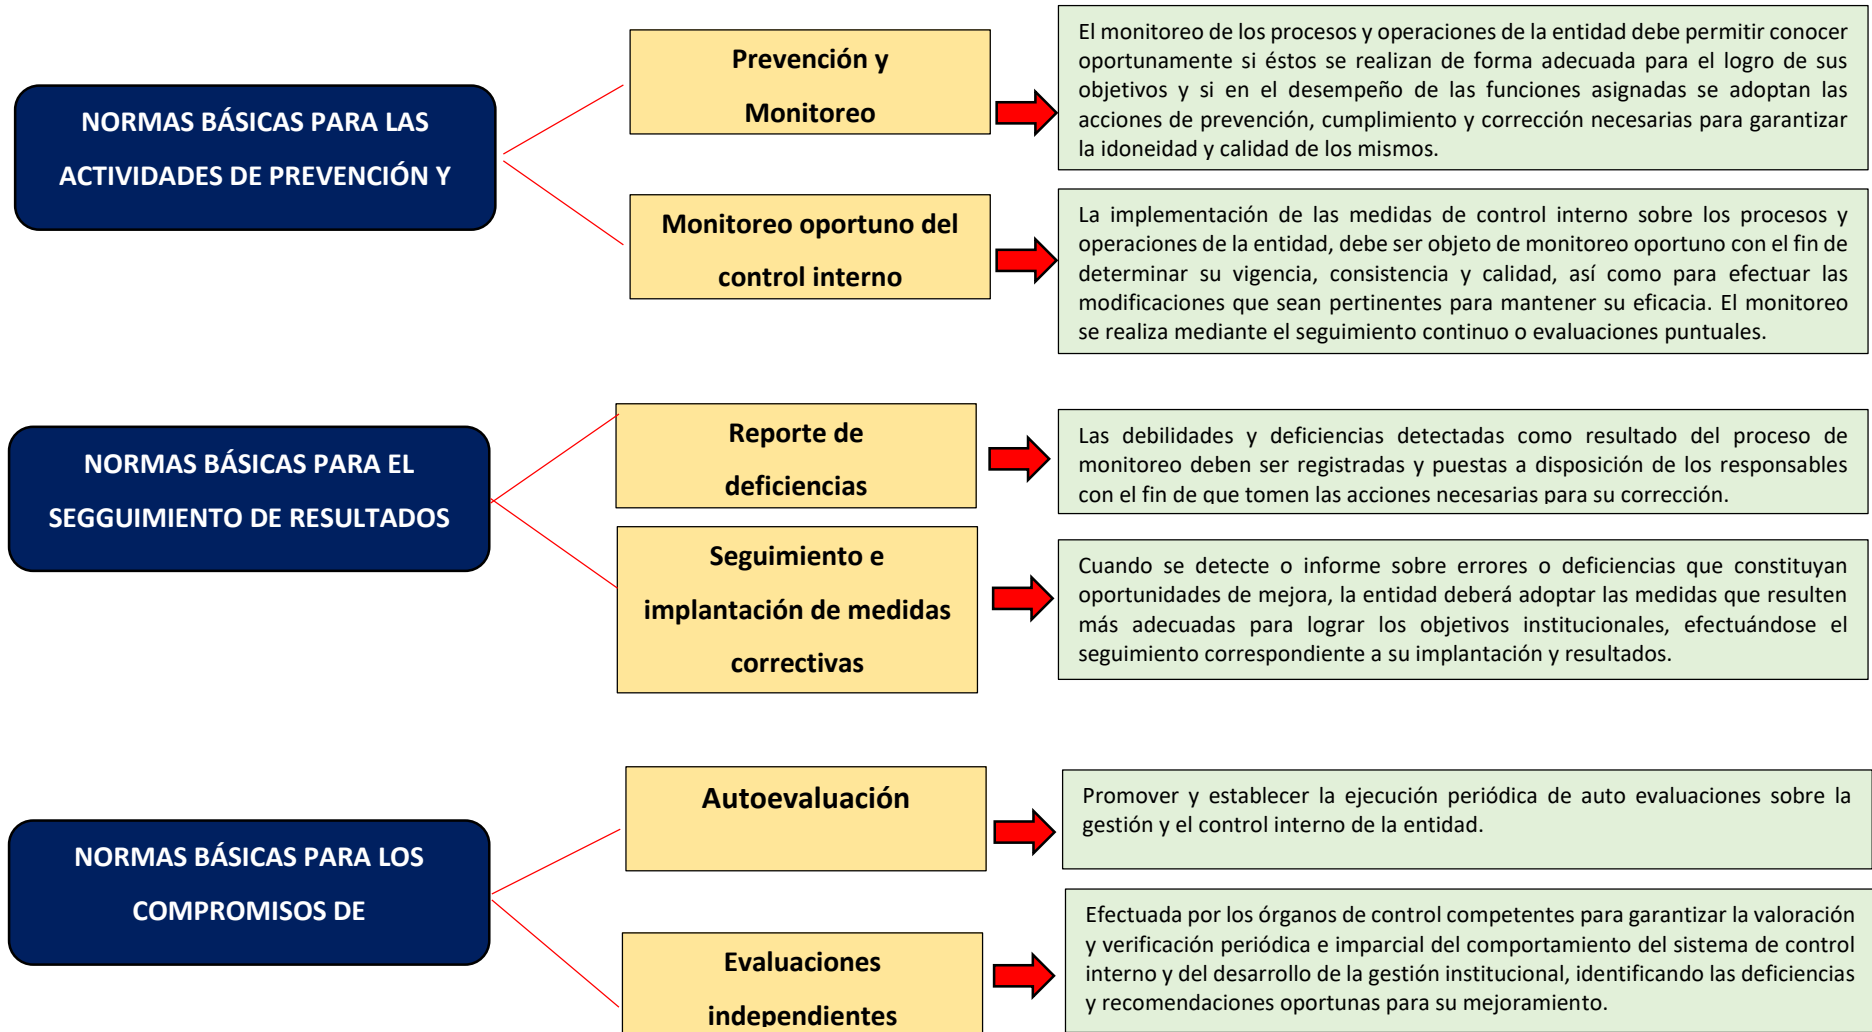 NORMAS BÁSICAS PARA LAS
ACTIVIDADES DE PREVENCIÓN Y
Prevención y
Monitoreo
El monitoreo de los procesos y operaciones de la entidad debe permitir conocer
oportunamente si éstos se realizan de forma adecuada para el logro de sus
objetivos y si en el desempeño de las funciones asignadas se adoptan las
acciones de prevención, cumplimiento y corrección necesarias para garantizar
la idoneidad y calidad de los mismos.
Monitoreo oportuno del
control interno
La implementación de las medidas de control interno sobre los procesos y
operaciones de la entidad, debe ser objeto de monitoreo oportuno con el fin de
determinar su vigencia, consistencia y calidad, así como para efectuar las
modificaciones que sean pertinentes para mantener su eficacia. El monitoreo
se realiza mediante el seguimiento continuo o evaluaciones puntuales.
NORMAS BÁSICAS PARA EL
SEGGUIMIENTO DE RESULTADOS
Reporte de
deficiencias
Las debilidades y deficiencias detectadas como resultado del proceso de
monitoreo deben ser registradas y puestas a disposición de los responsables
con el fin de que tomen las acciones necesarias para su corrección.
Seguimiento e
implantación de medidas
correctivas
Cuando se detecte o informe sobre errores o deficiencias que constituyan
oportunidades de mejora, la entidad deberá adoptar las medidas que resulten
más adecuadas para lograr los objetivos institucionales, efectuándose el
seguimiento correspondiente a su implantación y resultados.
NORMAS BÁSICAS PARA LOS
COMPROMISOS DE
Autoevaluación
Promover y establecer la ejecución periódica de auto evaluaciones sobre la
gestión y el control interno de la entidad.
Evaluaciones
independientes
Efectuada por los órganos de control competentes para garantizar la valoración
y verificación periódica e imparcial del comportamiento del sistema de control
interno y del desarrollo de la gestión institucional, identificando las deficiencias
y recomendaciones oportunas para su mejoramiento.